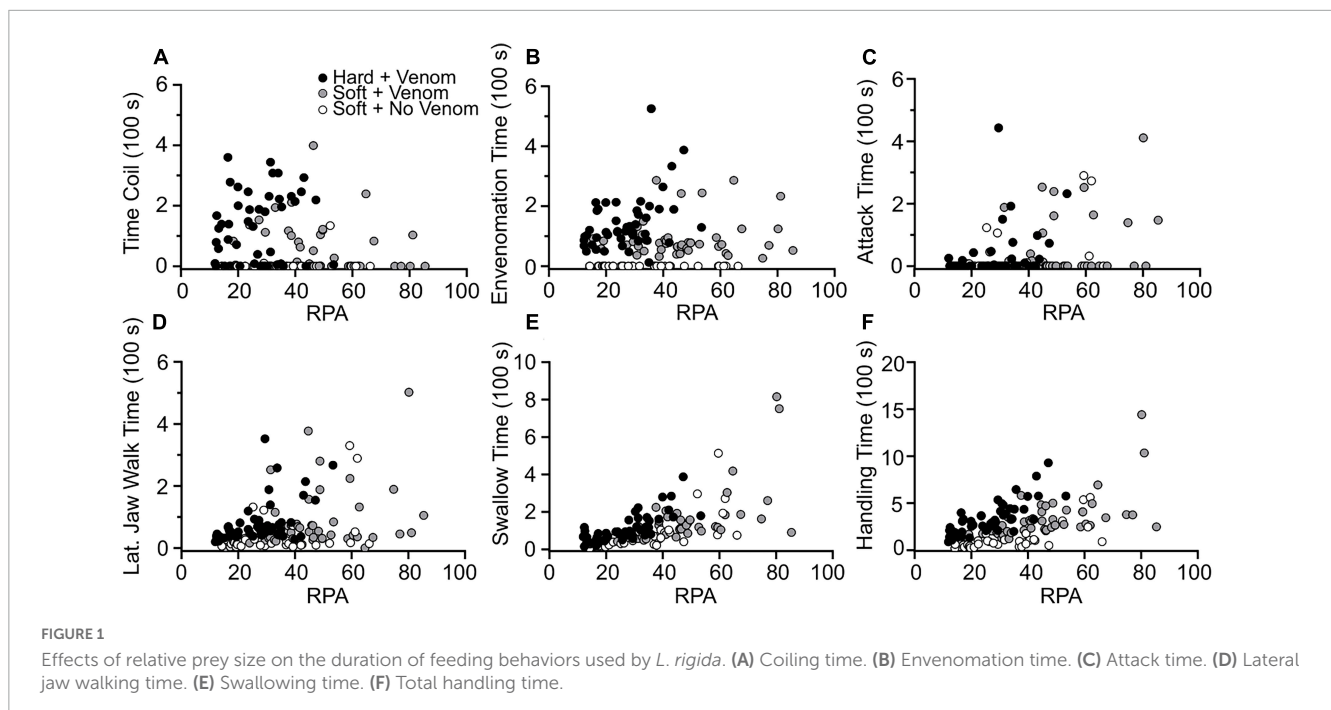 A
Time Coil (100 s)
6
4
2
0
0 20 40 60 80 100
RPA
Hard + Venom
Soft + Venom
Soft + No Venom
B
Envenomation Time (100 s)
6
4
2
0
0 20 40 60 80 100
RPA
C
Attack Time (100 s)
6
4
2
0
0 20 40 60 80 100
RPA
D
Lat. Jaw Walk Time (100 s)
6
4
2
0
0 20 40 60 80 100
RPA
E
Swallow Time (100 s)
10
8
6
4
2
0
0 20 40 60 80 100
RPA
F
Handling Time (100 s)
20
15
10
5
0
0 20 40 60 80 100
RPA
FIGURE 1
Effects of relative prey size on the duration of feeding behaviors used by L. rigida. (A) Coiling time. (B) Envenomation time. (C) Attack time. (D) Lateral
jaw walking time. (E) Swallowing time. (F) Total handling time.